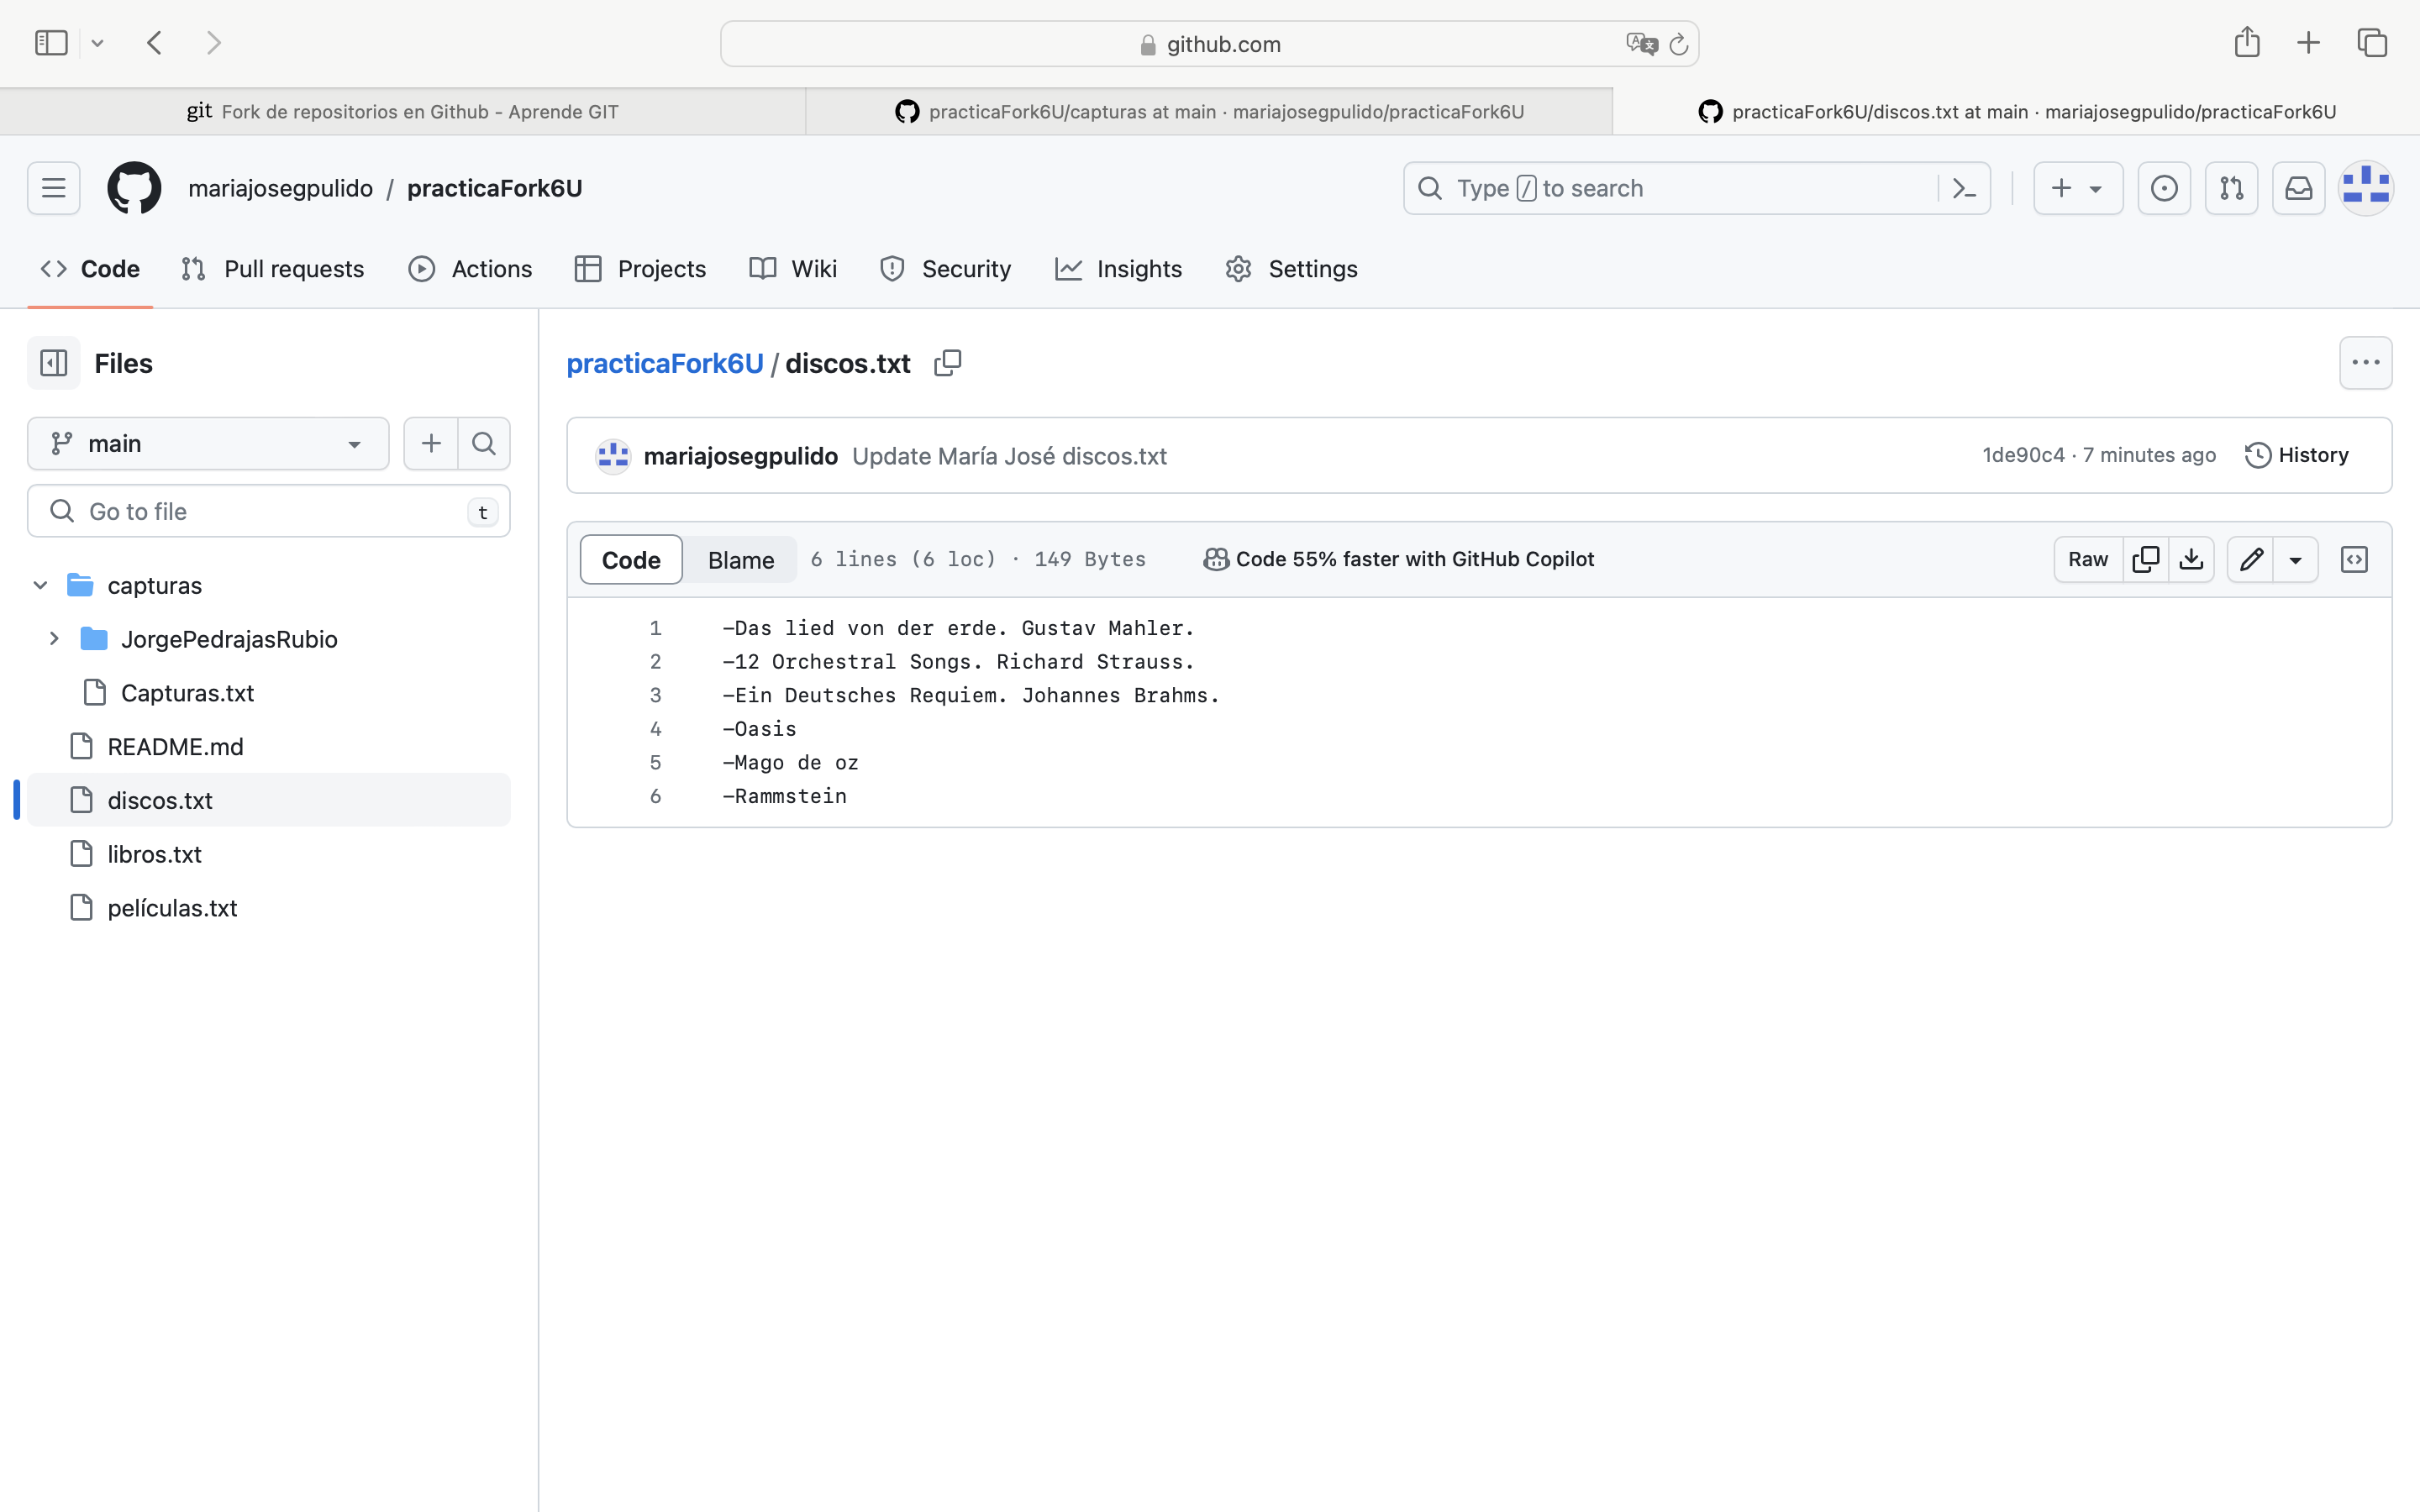 github.com
git Fork de repositorios en Github - Aprende GIT
practicaFork6U/capturas at main · mariajosegpulido/practicaFork6U
practicaFork6U/discos.txt at main · mariajosegpulido/practicaFork6U
mariajosegpulido / practicaFork6U
Type / to search
Code
Pull requests
Actions
Projects
Wiki
Security
Insights
Settings
Files
main
Go to file
t
capturas
JorgePedrajasRubio
Capturas.txt
README.md
discos.txt
libros.txt
películas.txt
practicaFork6U / discos.txt
mariajosegpulido Update María José discos.txt
1de90c4 · 7 minutes ago
History
Code
Blame
6 lines (6 loc) · 149 Bytes
Code 55% faster with GitHub Copilot
Raw
1 -Das lied von der erde. Gustav Mahler.
2 -12 Orchestral Songs. Richard Strauss.
3 -Ein Deutsches Requiem. Johannes Brahms.
4 -Oasis
5 -Mago de oz
6 -Rammstein